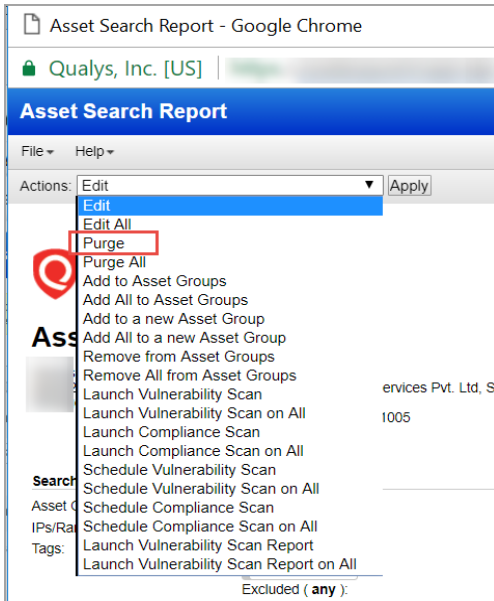 Asset Search Report - Google Chrome
Qualys, Inc. [US]
Asset Search Report
File Help
Actions: Edit Apply
Edit
Edit All
Purge
Purge All
Add to Asset Groups
Add All to Asset Groups
Add to a new Asset Group
Add All to a new Asset Group
Remove from Asset Groups
Remove All from Asset Groups
Ass
ervices Pvt. Ltd, S
Launch Vulnerability Scan
Launch Vulnerability Scan on All
1005
Launch Compliance Scan
Launch Compliance Scan on All
Schedule Vulnerability Scan
Search
Schedule Vulnerability Scan on All
Asset
Schedule Compliance Scan
IPs/Ra
Schedule Compliance Scan on All
Tags:
Launch Vulnerability Scan Report
Launch Vulnerability Scan Report on All
Excluded ( any ):